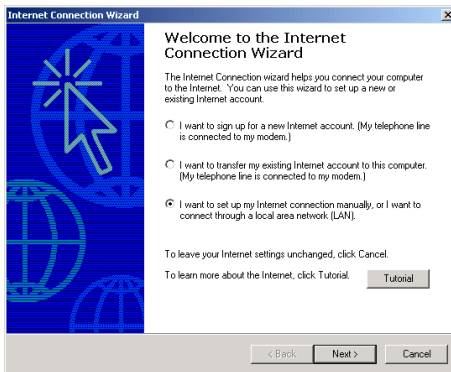 Internet Connection Wizard
Welcome to the Internet
Connection Wizard
The Internet Connection wizard helps you connect your computer
to the Internet. You can use this wizard to set up a new or
existing Internet account.
I want to sign up for a new Internet account. (My telephone line
is connected to my modem.)
I want to transfer my existing Internet account to this computer.
(My telephone line is connected to my modem.)
I want to set up my Internet connection manually, or I want to
connect through a local area network (LAN).
To leave your Internet settings unchanged, click Cancel.
To learn more about the Internet, click Tutorial.
Tutorial
< Back
Next >
Cancel